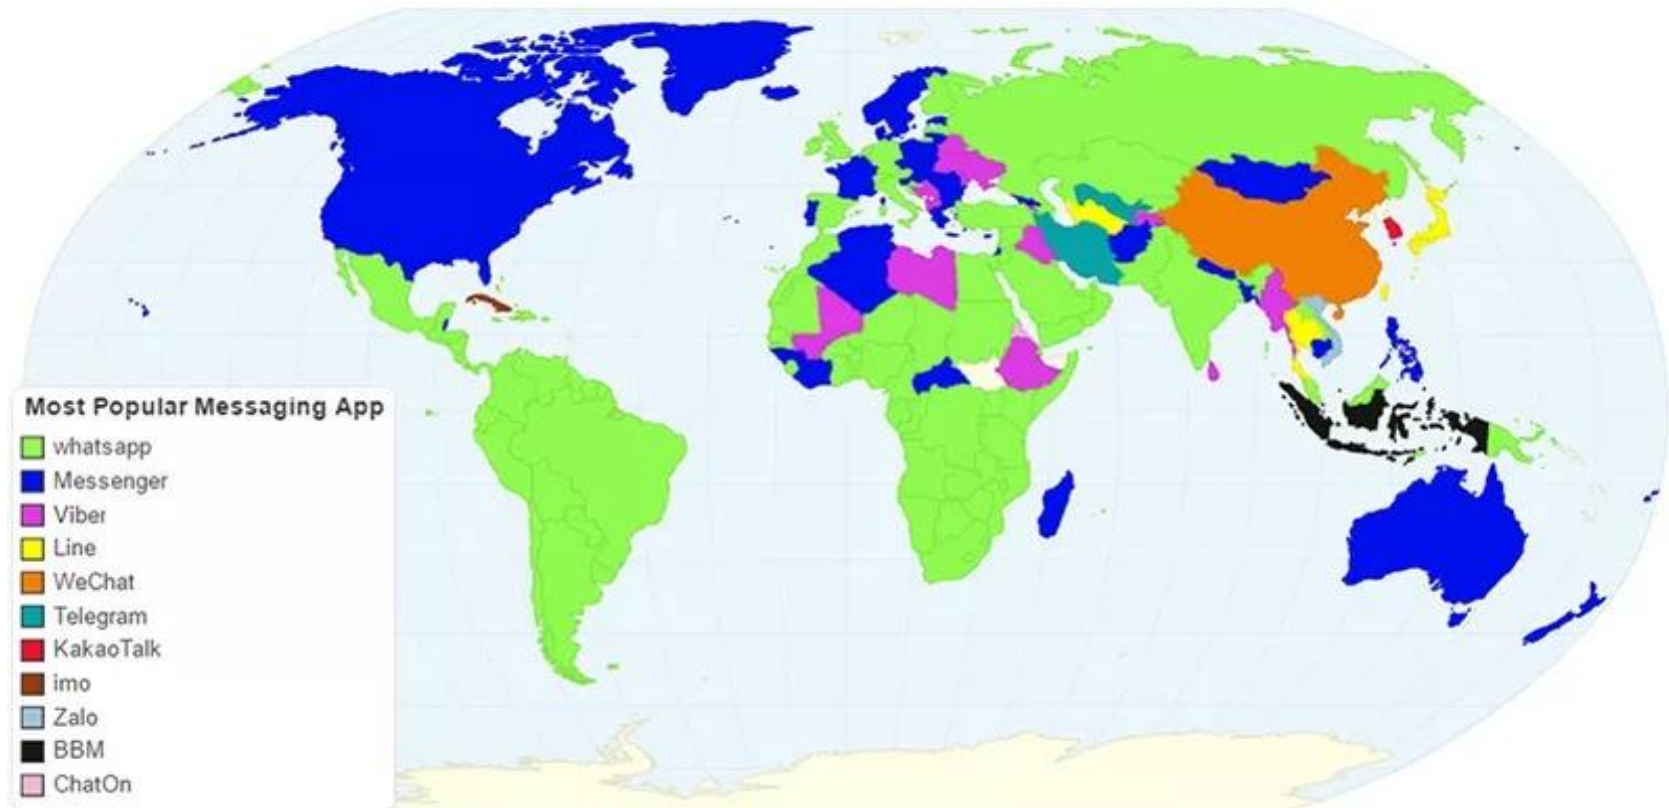 Most Popular Messaging App
whatsapp
Messenger
Viber
Line
WeChat
Telegram
KakaoTalk
imo
Zalo
BBM
ChatOn